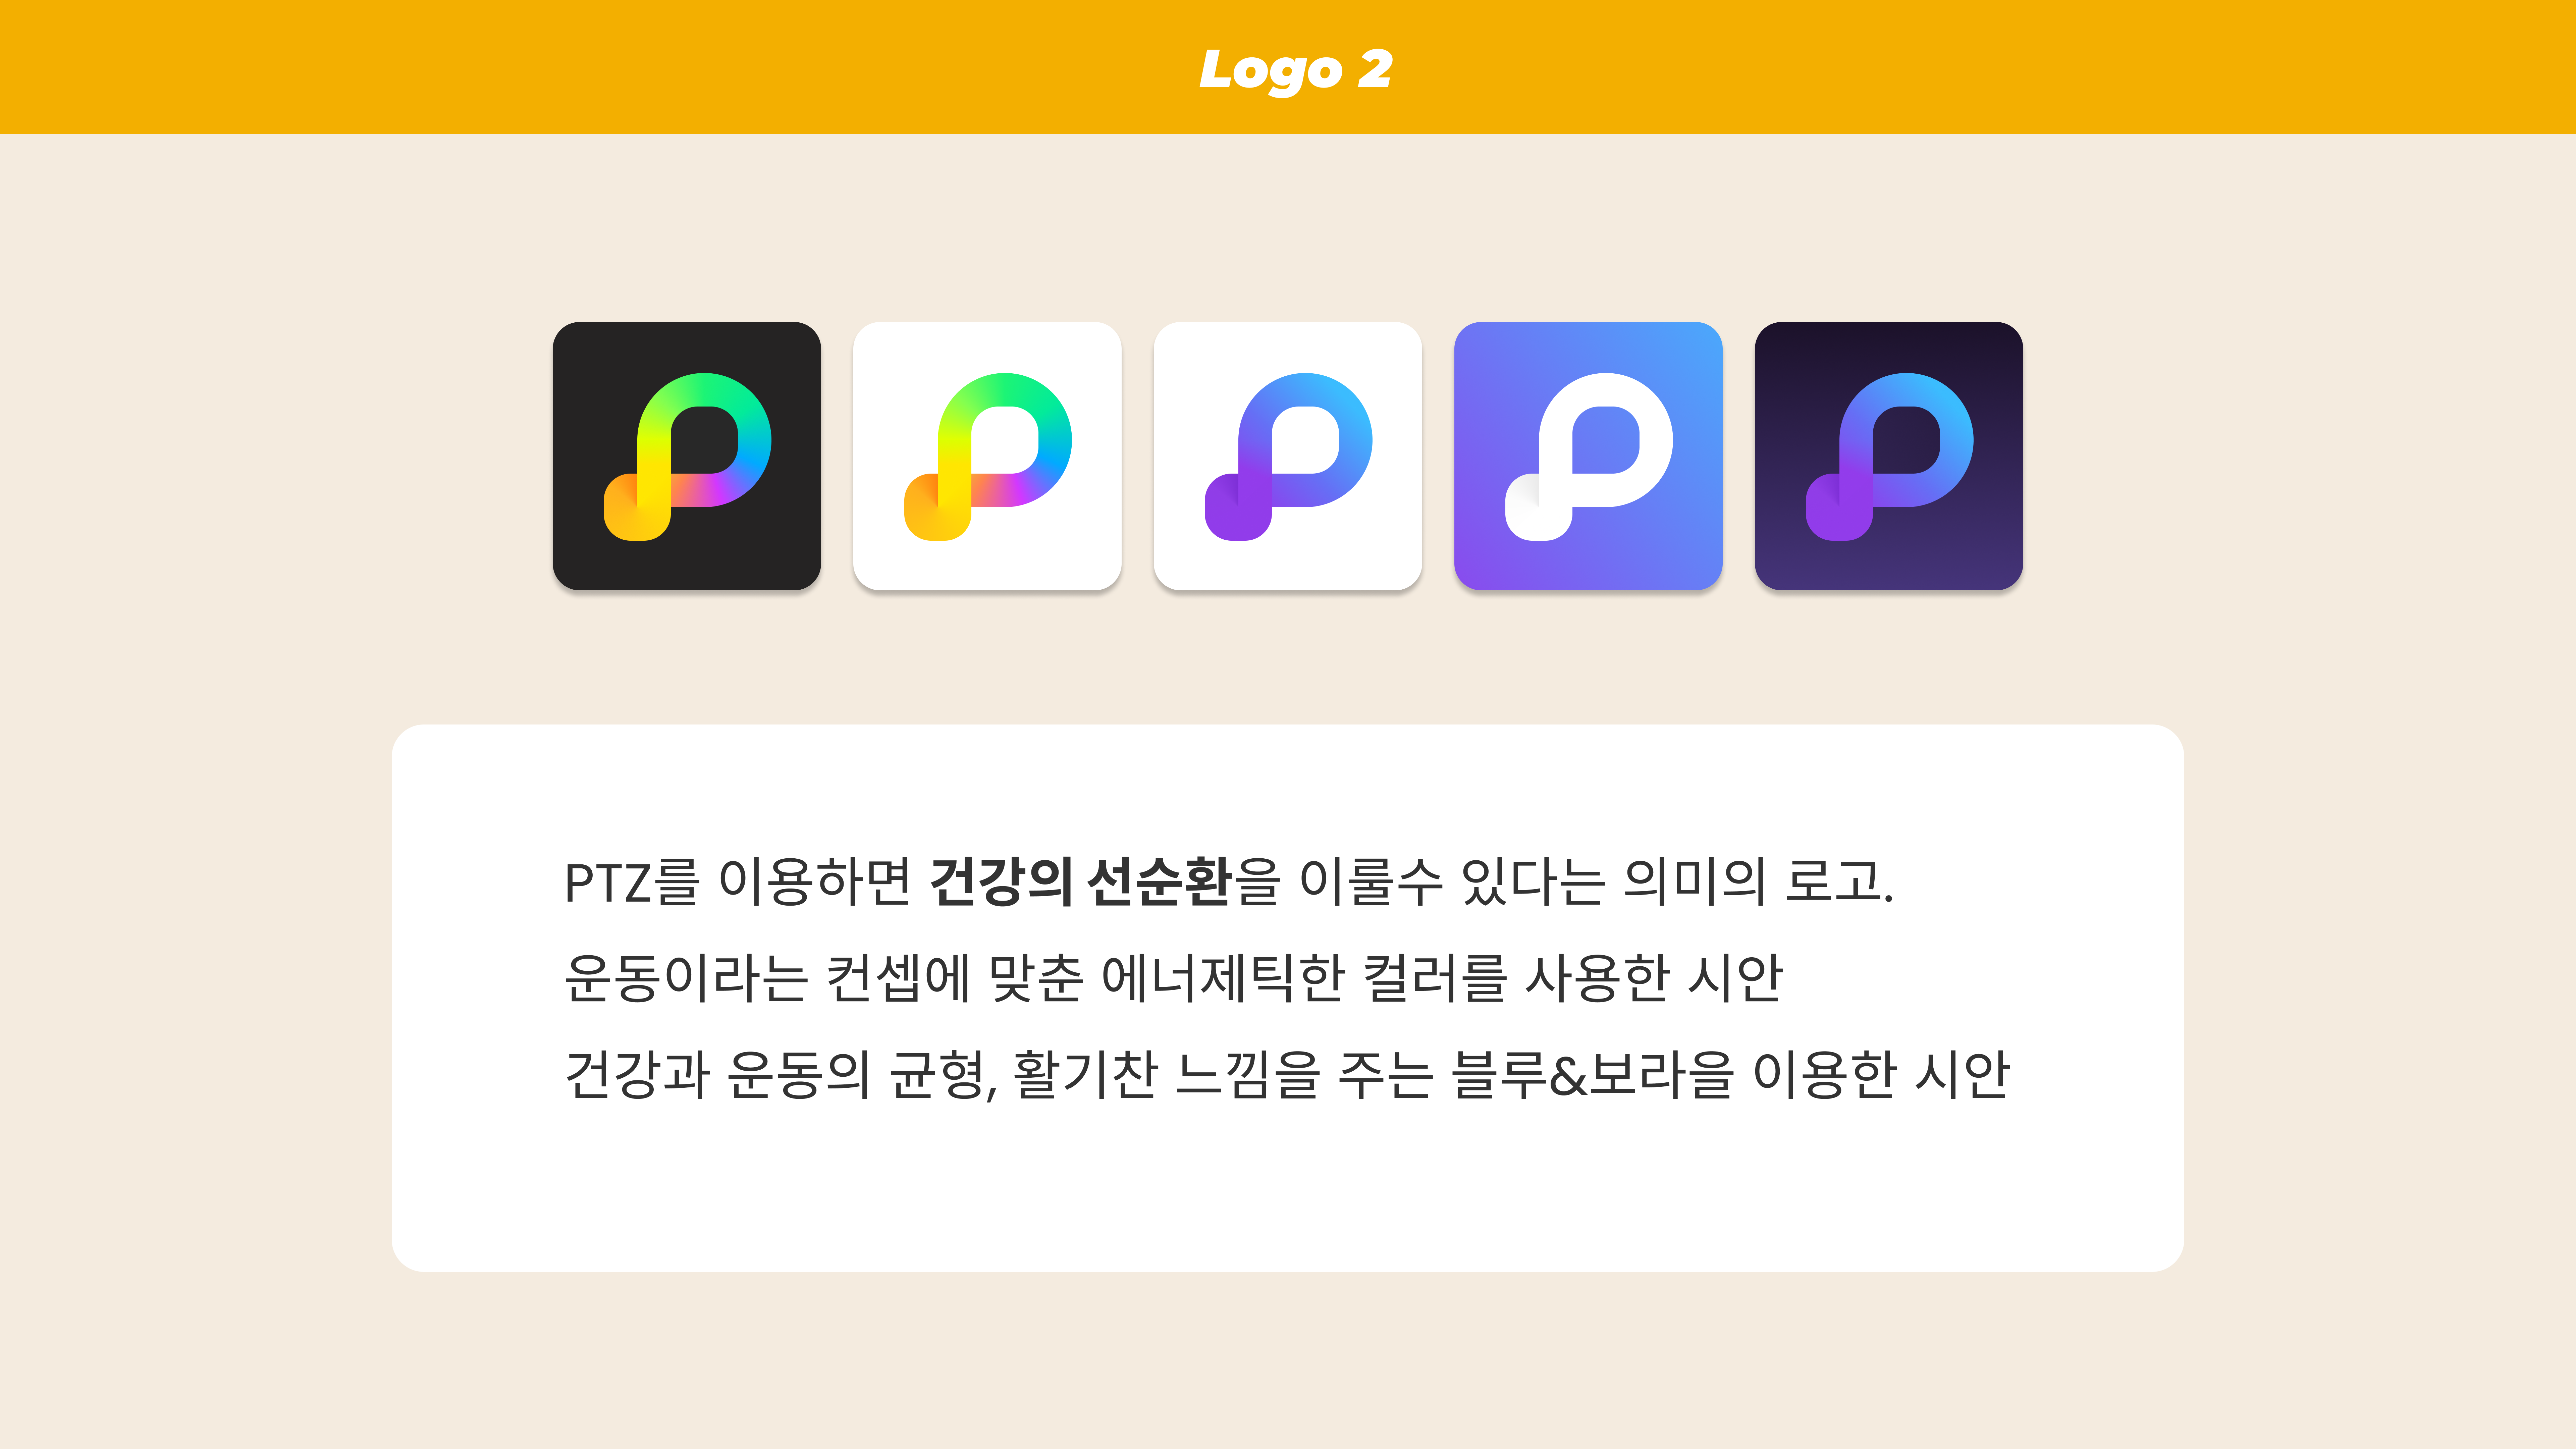 Logo 2
PTZ를 이용하면 건강의 선순환을 이룰수 있다는 의미의 로고.
운동이라는 컨셉에 맞춘 에너제틱한 컬러를 사용한 시안
건강과 운동의 균형, 활기찬 느낌을 주는 블루&보라을 이용한 시안